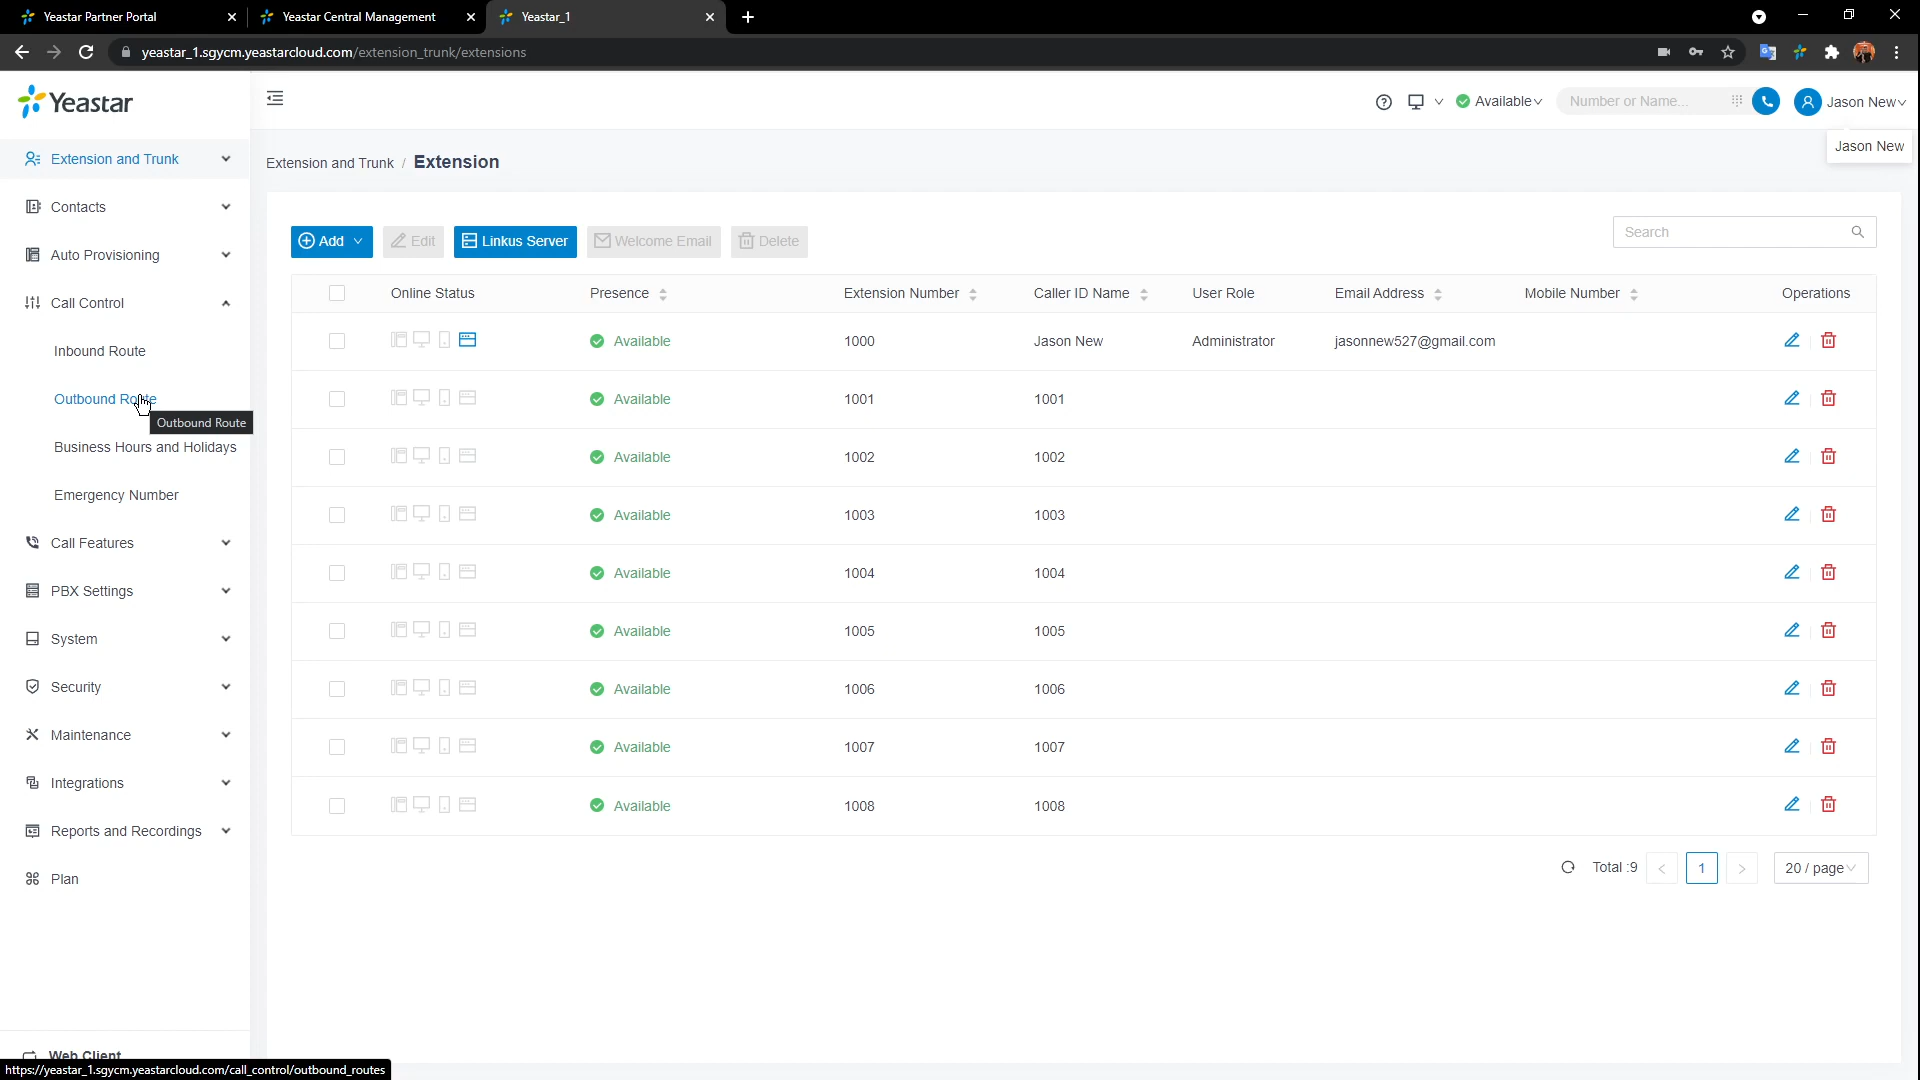 Yeastar Partner Portal
Yeastar Central Management
Yeastar_1
yeastar_1.sgycm.yeastarcloud.com/extension_trunk/extensions
Yeastar
Available
Number or Name...
Jason New
Jason New
Extension and Trunk
Contacts
Auto Provisioning
Call Control
Inbound Route
Outbound Route
Outbound Route
Business Hours and Holidays
Emergency Number
Call Features
PBX Settings
System
Security
Maintenance
Integrations
Reports and Recordings
Plan
Web Client
https://yeastar_1.sgycm.yeastarcloud.com/call_control/outbound_routes
Extension and Trunk / Extension
Add Edit Linkus Server Welcome Email Delete
Search
Online Status Presence Extension Number Caller ID Name User Role Email Address Mobile Number Operations
Available 1000 Jason New Administrator jasonnew527@gmail.com
Available 1001 1001
Available 1002 1002
Available 1003 1003
Available 1004 1004
Available 1005 1005
Available 1006 1006
Available 1007 1007
Available 1008 1008
Total :9 < 1 > 20 / page